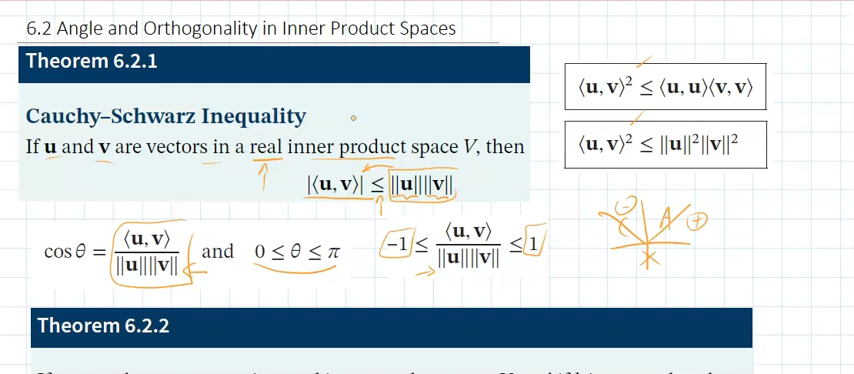 6.2 Angle and Orthogonality in Inner Product Spaces
Theorem 6.2.1
Cauchy–Schwarz Inequality
If u and v are vectors in a real inner product space V, then
|⟨u, v⟩| ≤ ||u||||v||
⟨u, v⟩² ≤ ⟨u, u⟩⟨v, v⟩
⟨u, v⟩² ≤ ||u||²||v||²
cos θ = ⟨u, v⟩ / ||u||||v|| and 0 ≤ θ ≤ π
−1 ≤ ⟨u, v⟩ / ||u||||v|| ≤ 1
A
Theorem 6.2.2